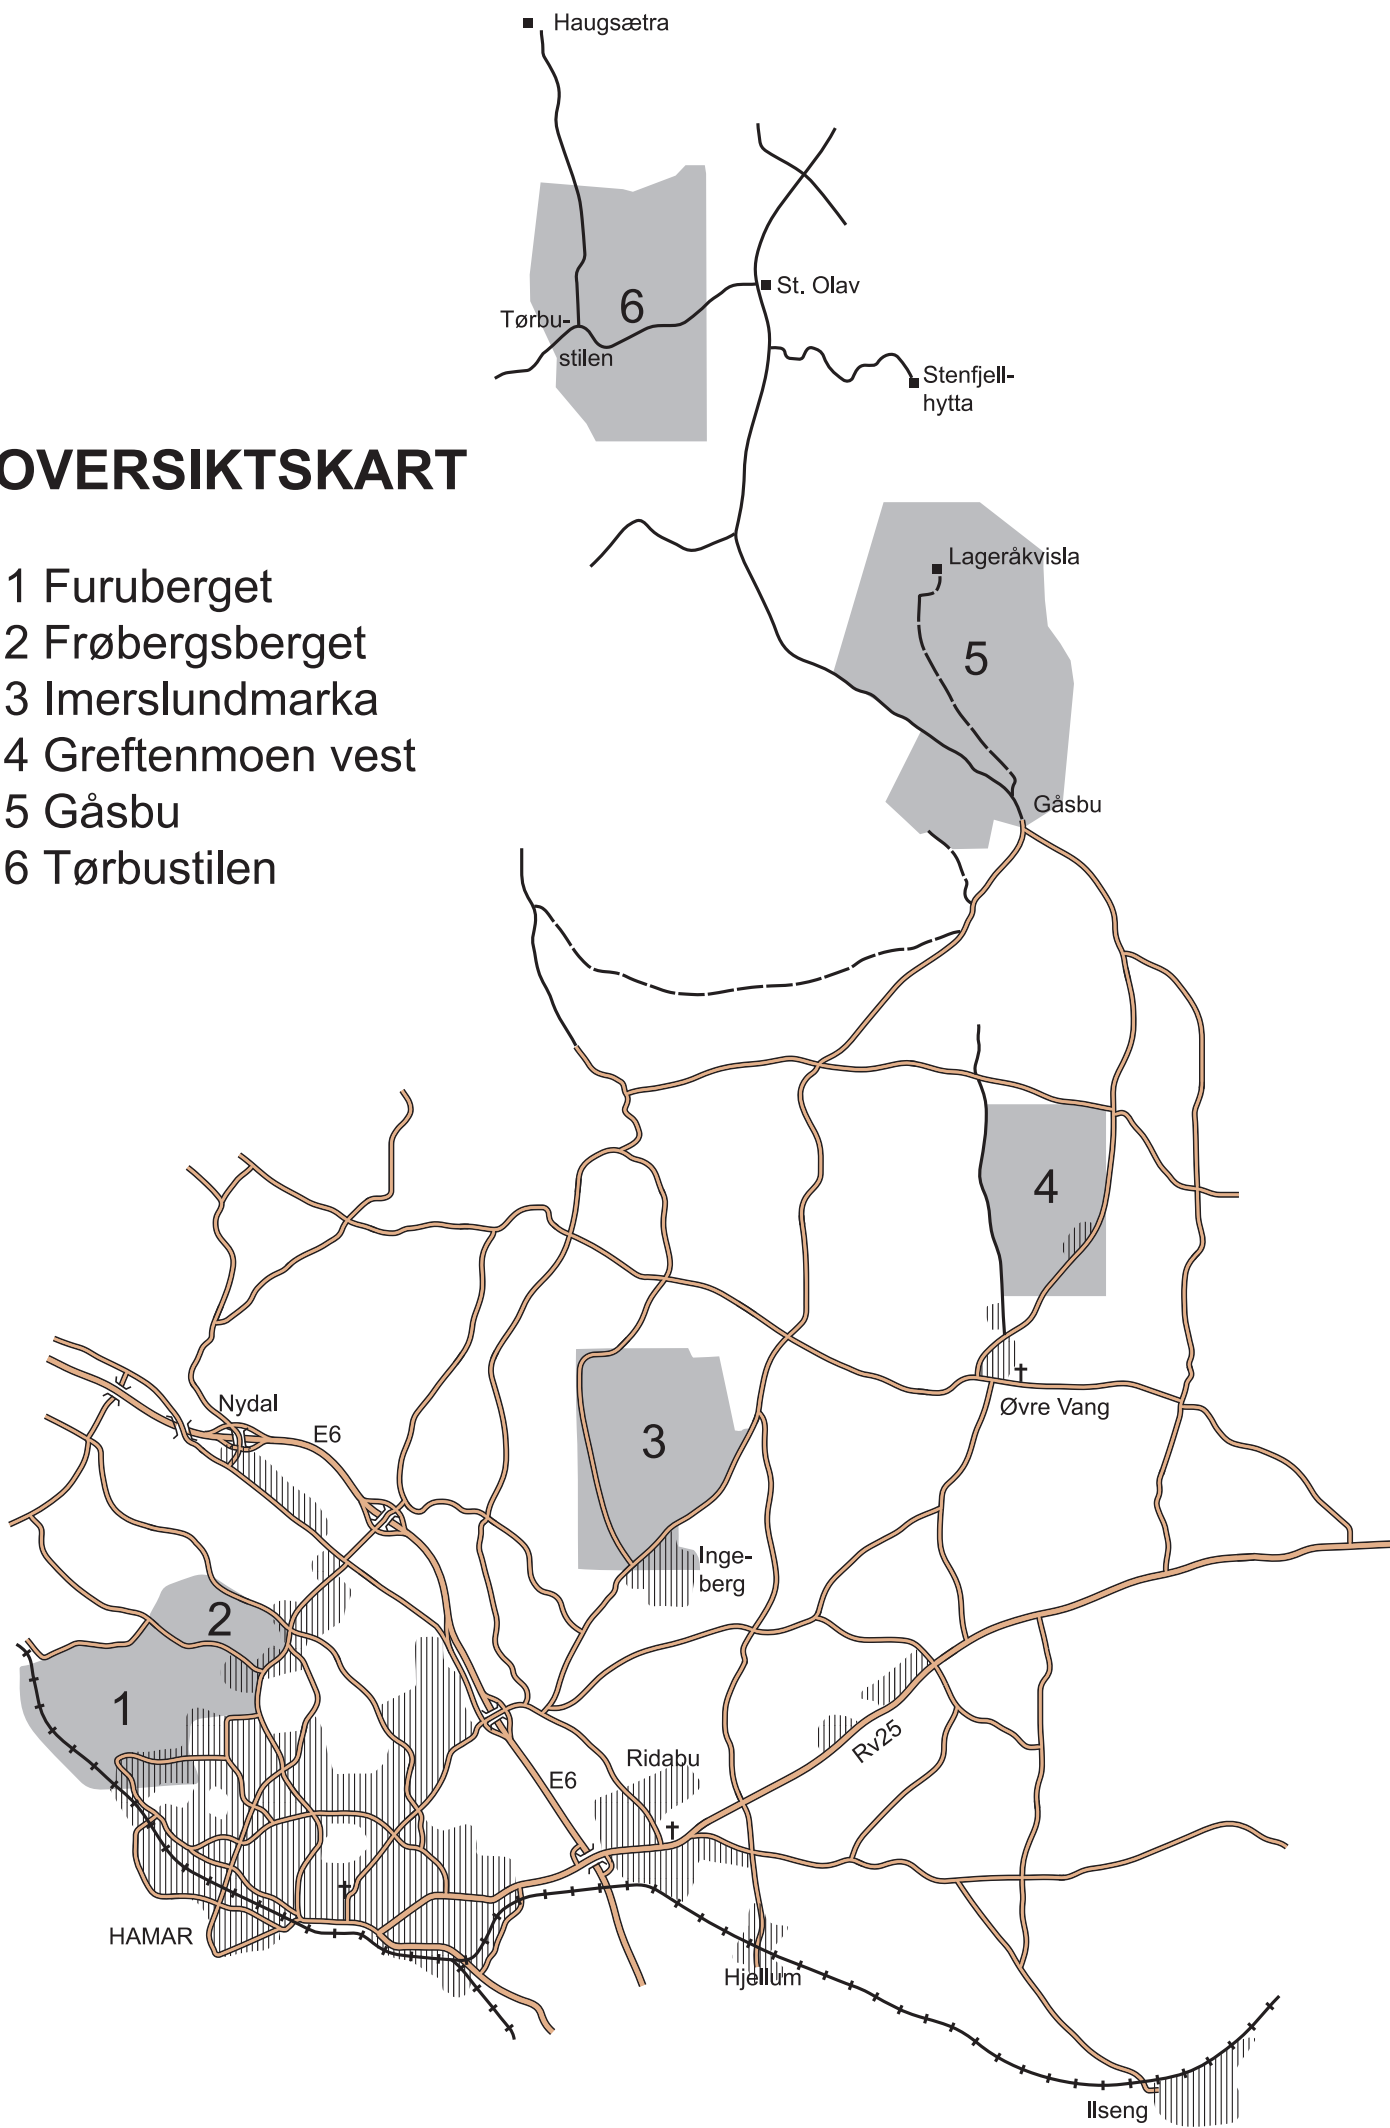 Haugsætra
St. Olav
6
Tørbu-
stilen
Stenfjell-
hytta
OVERSIKTSKART
1 Furuberget
2 Frøbergsberget
3 Imerslundmarka
4 Greftenmoen vest
5 Gåsbu
6 Tørbustilen
Lageråkvisla
5
Gåsbu
4
Nydal
E6
Øvre Vang
3
Inge-
berg
2
1
Rv25
Ridabu
E6
HAMAR
Hjellum
Ilseng